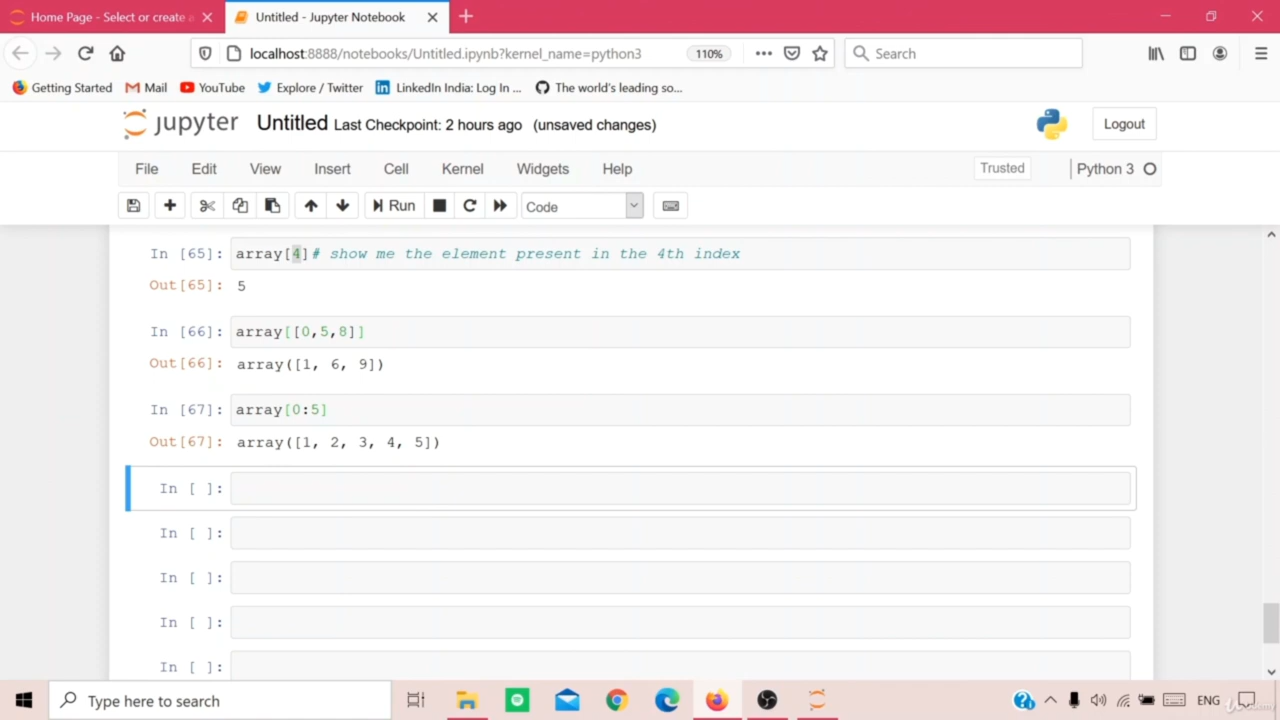 Home Page - Select or create a
Untitled - Jupyter Notebook
localhost:8888/notebooks/Untitled.ipynb?kernel_name=python3
110%
Search
Getting Started
Mail
YouTube
Explore / Twitter
LinkedIn India: Log In ...
The world's leading so...
jupyter
Untitled Last Checkpoint: 2 hours ago (unsaved changes)
Logout
File Edit View Insert Cell Kernel Widgets Help
Trusted
Python 3
Run
Code
In [65]: array[4]# show me the element present in the 4th index
Out[65]: 5
In [66]: array[[0,5,8]]
Out[66]: array([1, 6, 9])
In [67]: array[0:5]
Out[67]: array([1, 2, 3, 4, 5])
In [ ]:
In [ ]:
In [ ]:
In [ ]:
In [ ]:
Type here to search
ENG
Udemy